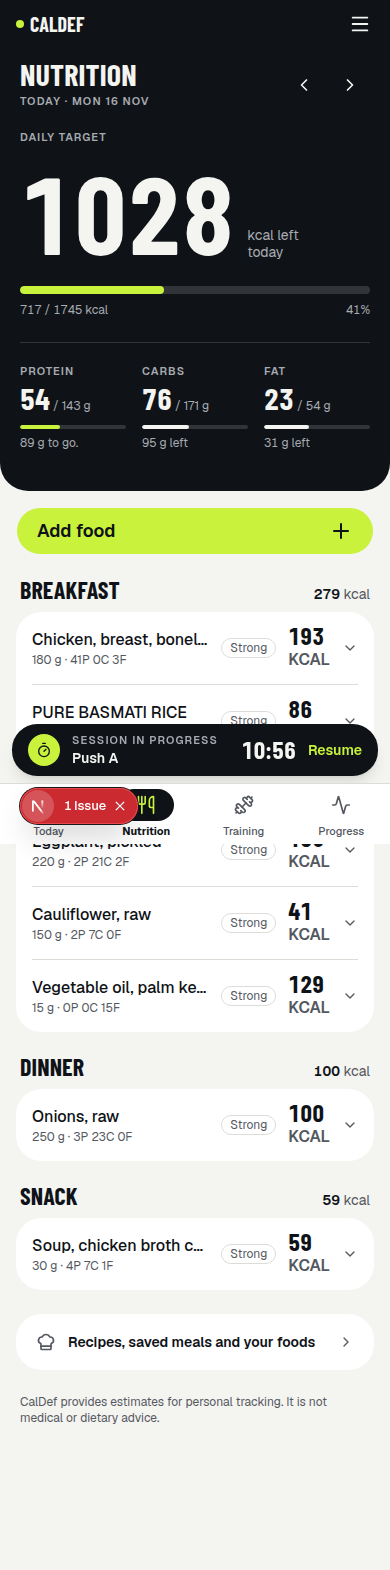 CALDEF
NUTRITION
TODAY · MON 16 NOV
DAILY TARGET
1028 kcal left today
717 / 1745 kcal 41%
PROTEIN CARBS FAT
54 / 143 g 76 / 171 g 23 / 54 g
89 g to go. 95 g left 31 g left
Add food
BREAKFAST 279 kcal
Chicken, breast, bonel... Strong 193 KCAL
180 g · 41P 0C 3F
PURE BASMATI RICE Strong 86
SESSION IN PROGRESS
Push A 10:56 Resume
N 1 Issue
Today Nutrition Training Progress
Eggplant, pickled Strong KCAL
220 g · 2P 21C 2F
Cauliflower, raw Strong 41 KCAL
150 g · 2P 7C 0F
Vegetable oil, palm ke... Strong 129 KCAL
15 g · 0P 0C 15F
DINNER 100 kcal
Onions, raw Strong 100 KCAL
250 g · 3P 23C 0F
SNACK 59 kcal
Soup, chicken broth c... Strong 59 KCAL
30 g · 4P 7C 1F
Recipes, saved meals and your foods
CalDef provides estimates for personal tracking. It is not
medical or dietary advice.